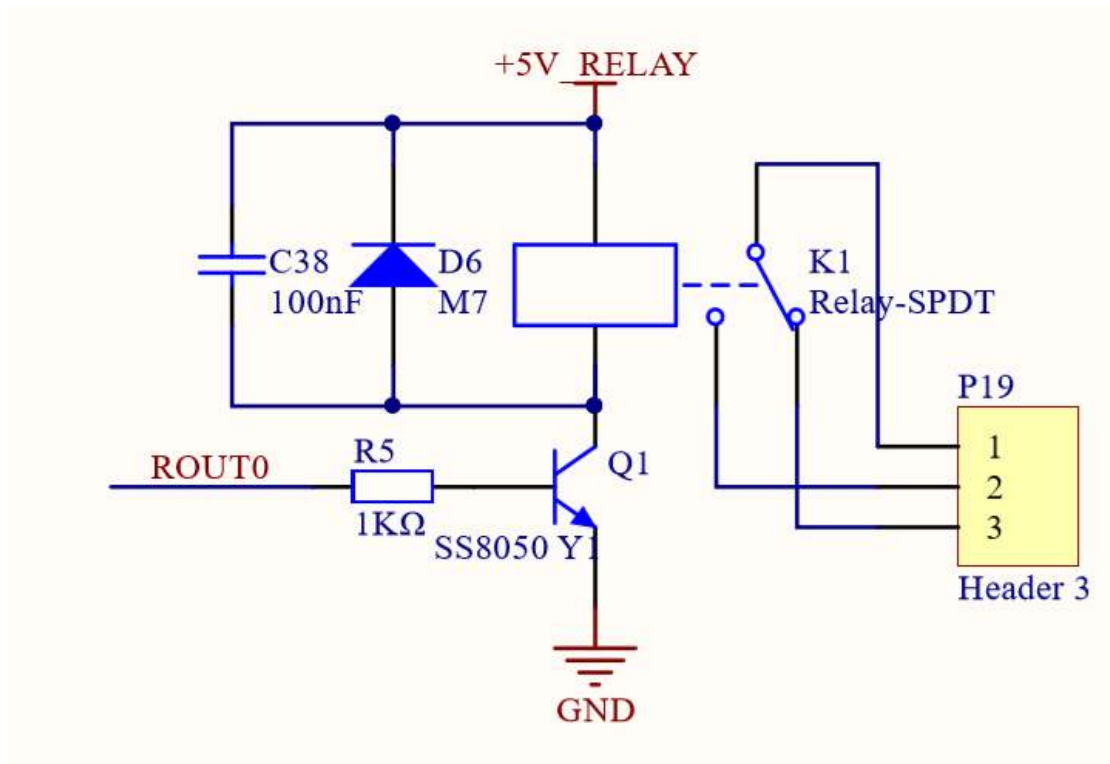 +5V_RELAY
C38
100nF
D6
M7
K1
Relay-SPDT
P19
1
2
3
Header 3
ROUT0
R5
1KΩ
Q1
SS8050 Y1
GND